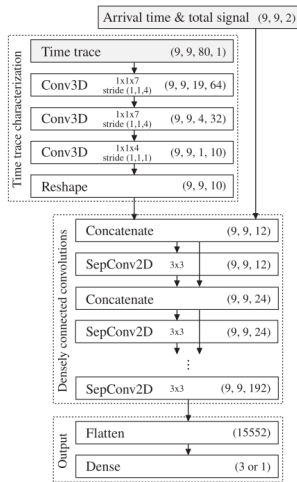 Arrival time & total signal (9, 9, 2)
Time trace characterization
Time trace (9, 9, 80, 1)
Conv3D 1x1x7 stride (1,1,4) (9, 9, 19, 64)
Conv3D 1x1x7 stride (1,1,4) (9, 9, 4, 32)
Conv3D 1x1x4 stride (1,1,1) (9, 9, 1, 10)
Reshape (9, 9, 10)
Densely connected convolutions
Concatenate (9, 9, 12)
SepConv2D 3x3 (9, 9, 12)
Concatenate (9, 9, 24)
SepConv2D 3x3 (9, 9, 24)
⋮
SepConv2D 3x3 (9, 9, 192)
Output
Flatten (15552)
Dense (3 or 1)